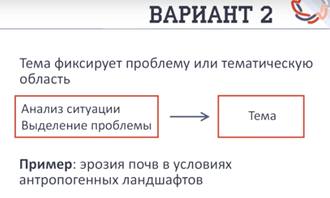 ВАРИАНТ 2
Тема фиксирует проблему или тематическую
область
Анализ ситуации
Выделение проблемы
Тема
Пример: эрозия почв в условиях
антропогенных ландшафтов